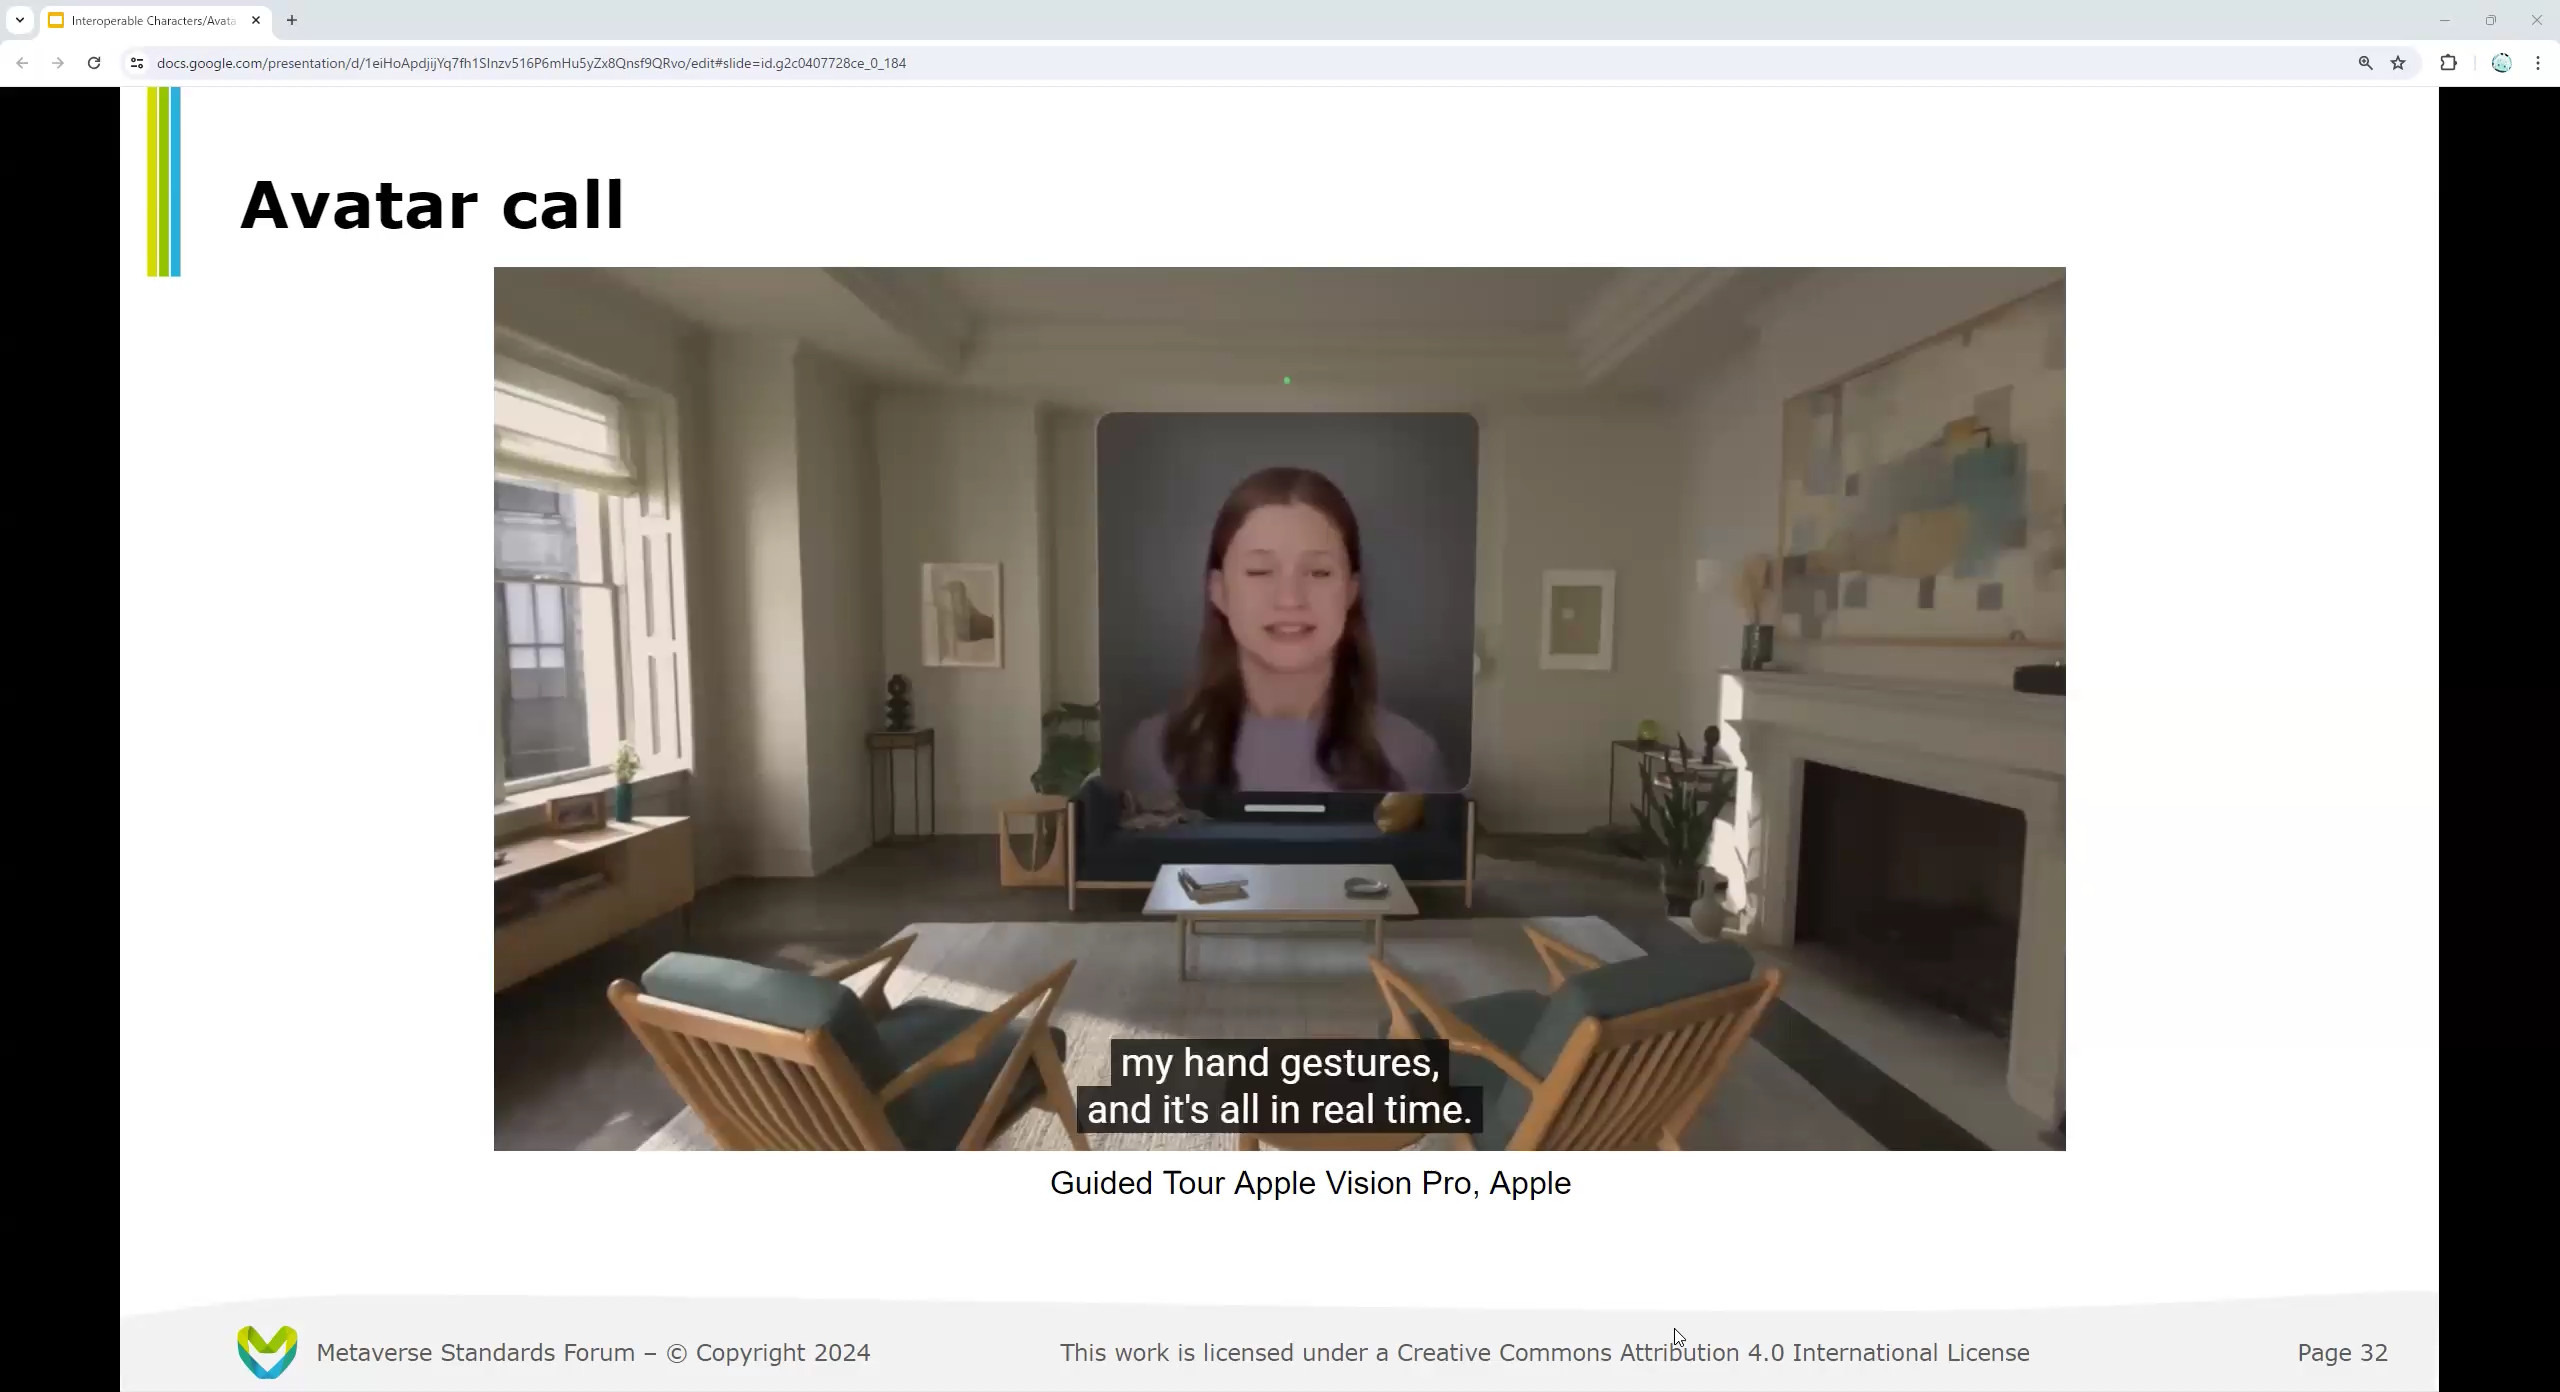 Interoperable Characters/Avata
docs.google.com/presentation/d/1eiHoApdjijYq7fh1SInzv516P6mHu5yZx8Qnsf9QRvo/edit#slide=id.g2c0407728ce_0_184
Avatar call
my hand gestures,
and it's all in real time.
Guided Tour Apple Vision Pro, Apple
Metaverse Standards Forum – © Copyright 2024
This work is licensed under a Creative Commons Attribution 4.0 International License
Page 32